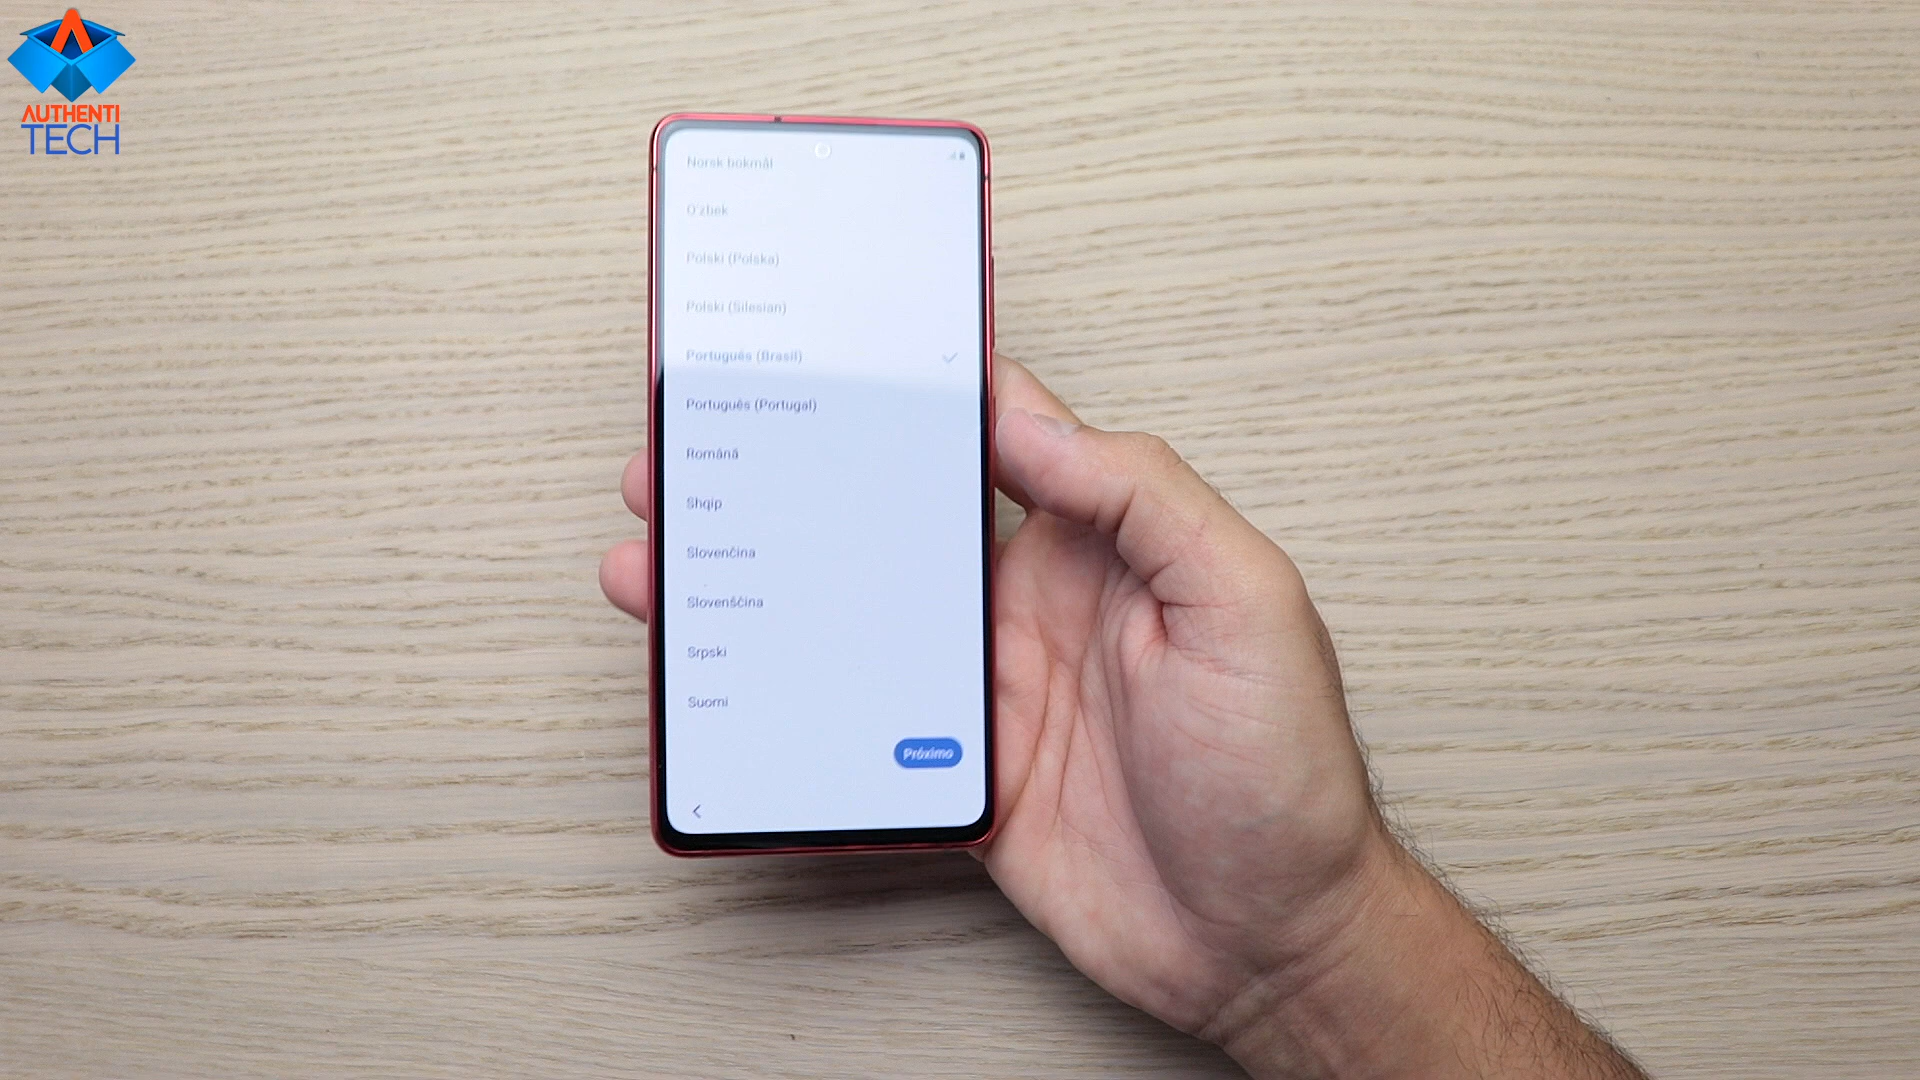 AUTHENTI
TECH
Norsk bokmål
O'zbek
Polski (Polska)
Polski (Silesian)
Português (Brasil)
Português (Portugal)
Română
Shqip
Slovenčina
Slovenščina
Srpski
Suomi
Próximo